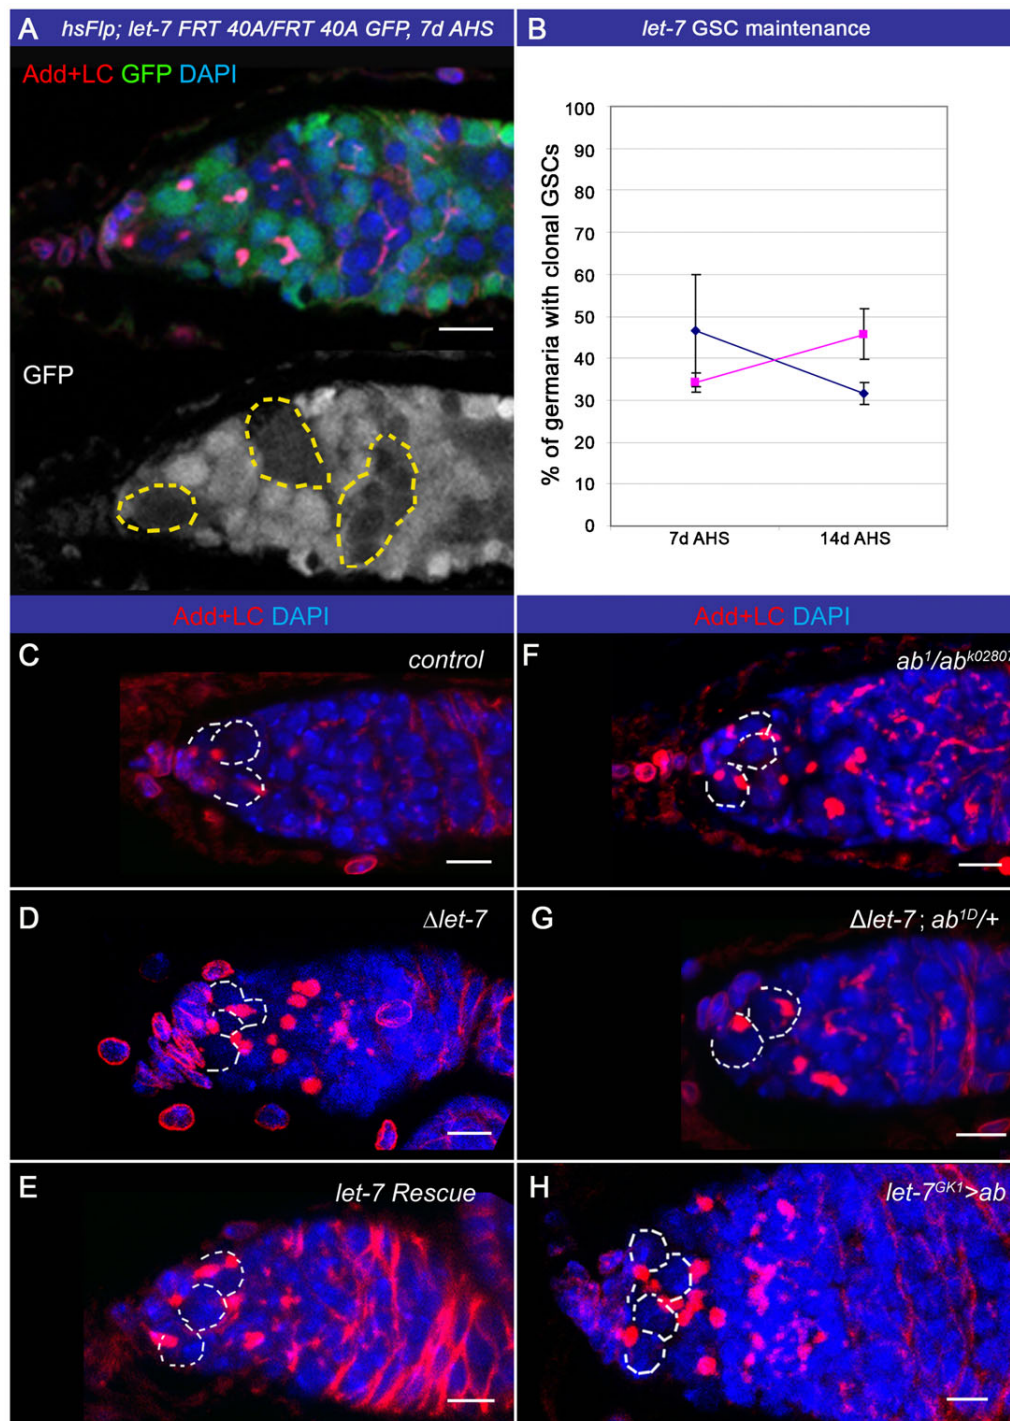 A hsFlp; let-7 FRT 40A/FRT 40A GFP, 7d AHS
Add+LC GFP DAPI
GFP
B let-7 GSC maintenance
% of germaria with clonal GSCs
100
90
80
70
60
50
40
30
20
10
0
7d AHS 14d AHS
Add+LC DAPI
C control
D Δlet-7
E let-7 Rescue
Add+LC DAPI
F ab¹/abᵏ⁰²⁸⁰⁷
G Δlet-7 ; ab¹ᴰ/+
H let-7ᴳᴷ¹>ab